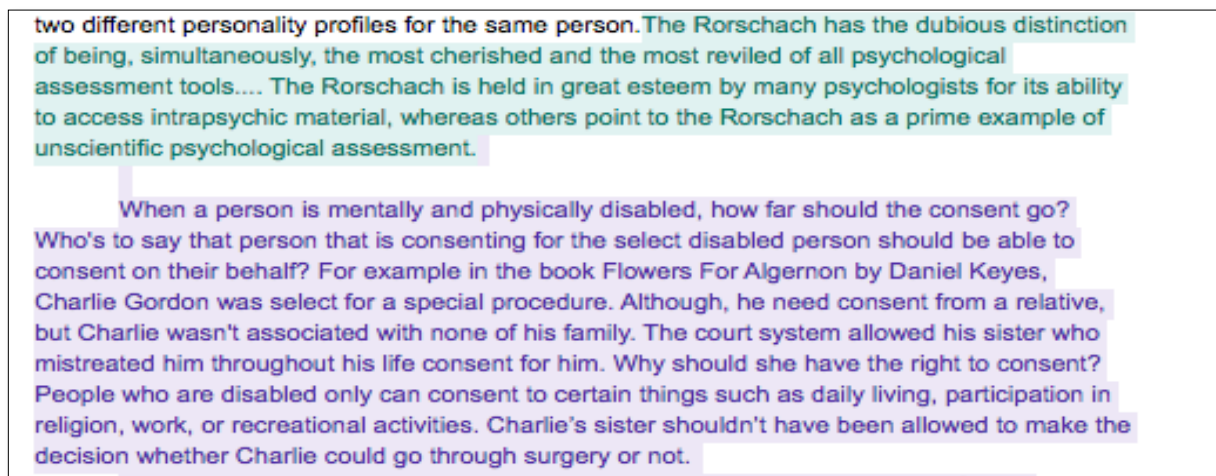 two different personality profiles for the same person.The Rorschach has the dubious distinction
of being, simultaneously, the most cherished and the most reviled of all psychological
assessment tools.... The Rorschach is held in great esteem by many psychologists for its ability
to access intrapsychic material, whereas others point to the Rorschach as a prime example of
unscientific psychological assessment.
When a person is mentally and physically disabled, how far should the consent go?
Who's to say that person that is consenting for the select disabled person should be able to
consent on their behalf? For example in the book Flowers For Algernon by Daniel Keyes,
Charlie Gordon was select for a special procedure. Although, he need consent from a relative,
but Charlie wasn't associated with none of his family. The court system allowed his sister who
mistreated him throughout his life consent for him. Why should she have the right to consent?
People who are disabled only can consent to certain things such as daily living, participation in
religion, work, or recreational activities. Charlie’s sister shouldn't have been allowed to make the
decision whether Charlie could go through surgery or not.